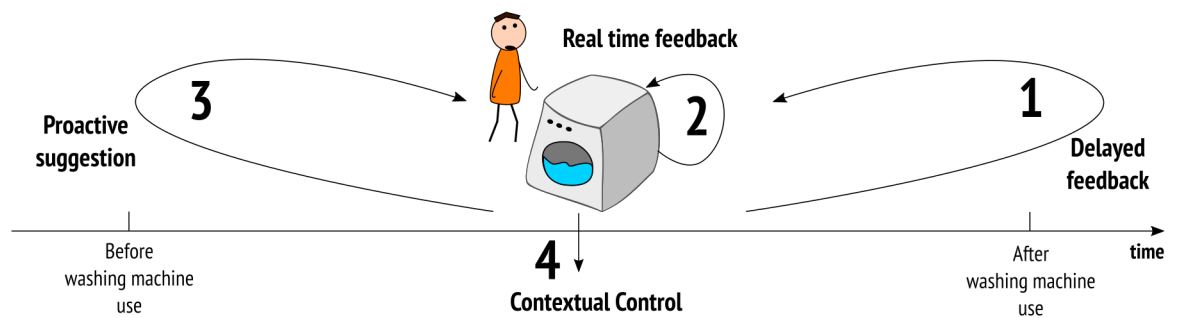 Real time feedback
3
2
1
Proactive
suggestion
Delayed
feedback
Before
washing machine
use
4
Contextual Control
After
washing machine
use
time